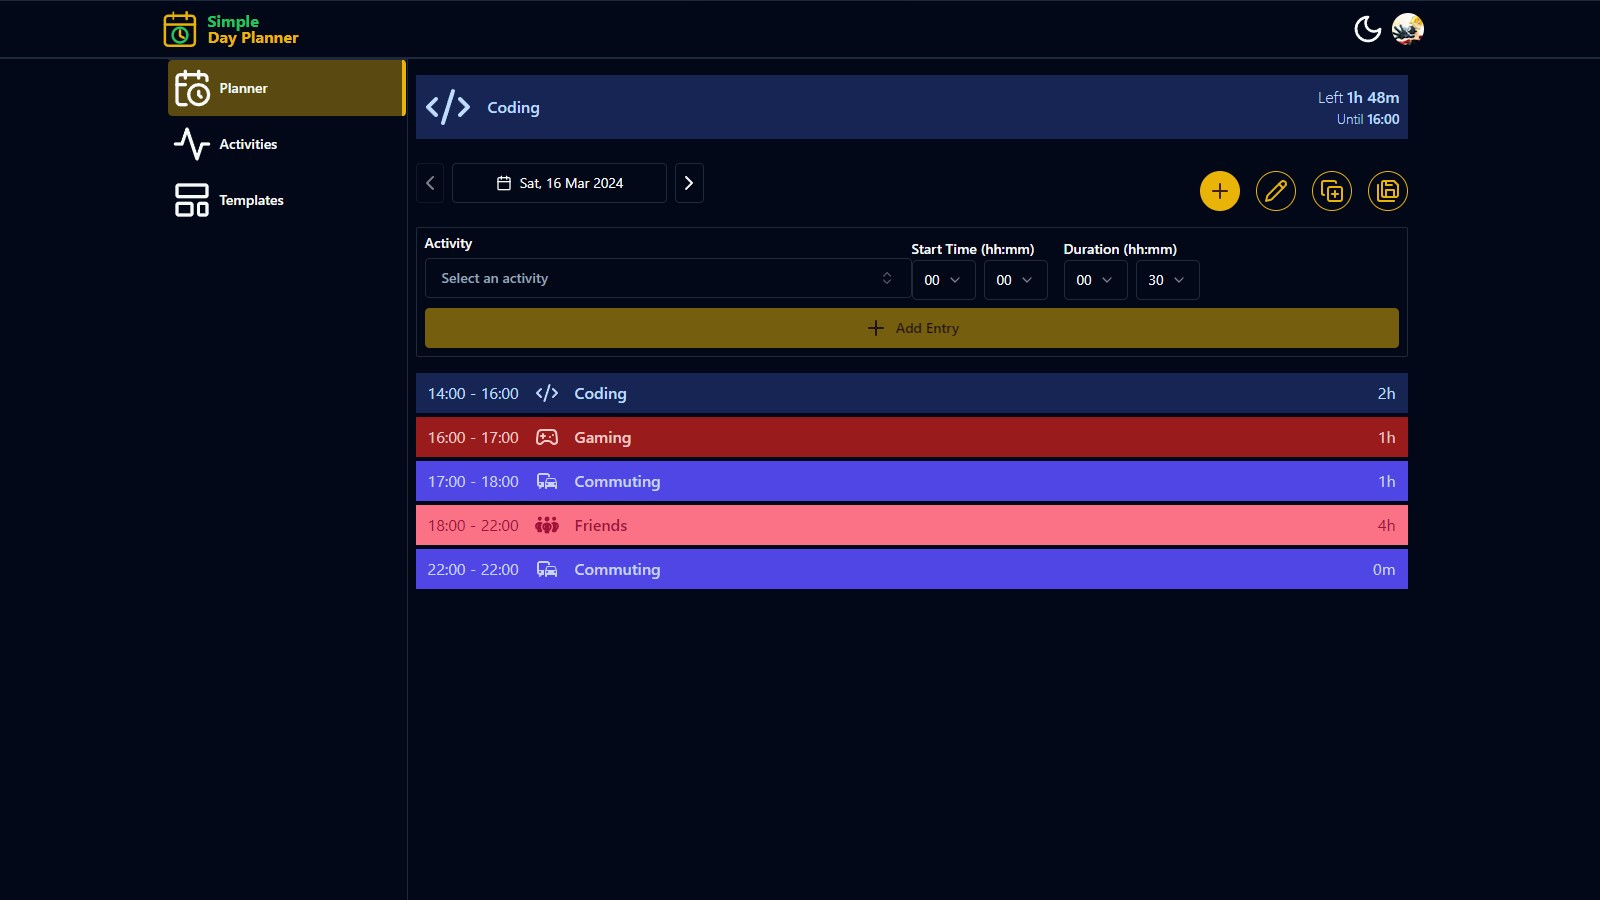 Simple
Day Planner
Planner
Activities
Templates
Coding
Left 1h 48m
Until 16:00
Sat, 16 Mar 2024
Activity
Start Time (hh:mm)
Duration (hh:mm)
Select an activity
00
00
00
30
Add Entry
14:00 - 16:00 Coding 2h
16:00 - 17:00 Gaming 1h
17:00 - 18:00 Commuting 1h
18:00 - 22:00 Friends 4h
22:00 - 22:00 Commuting 0m